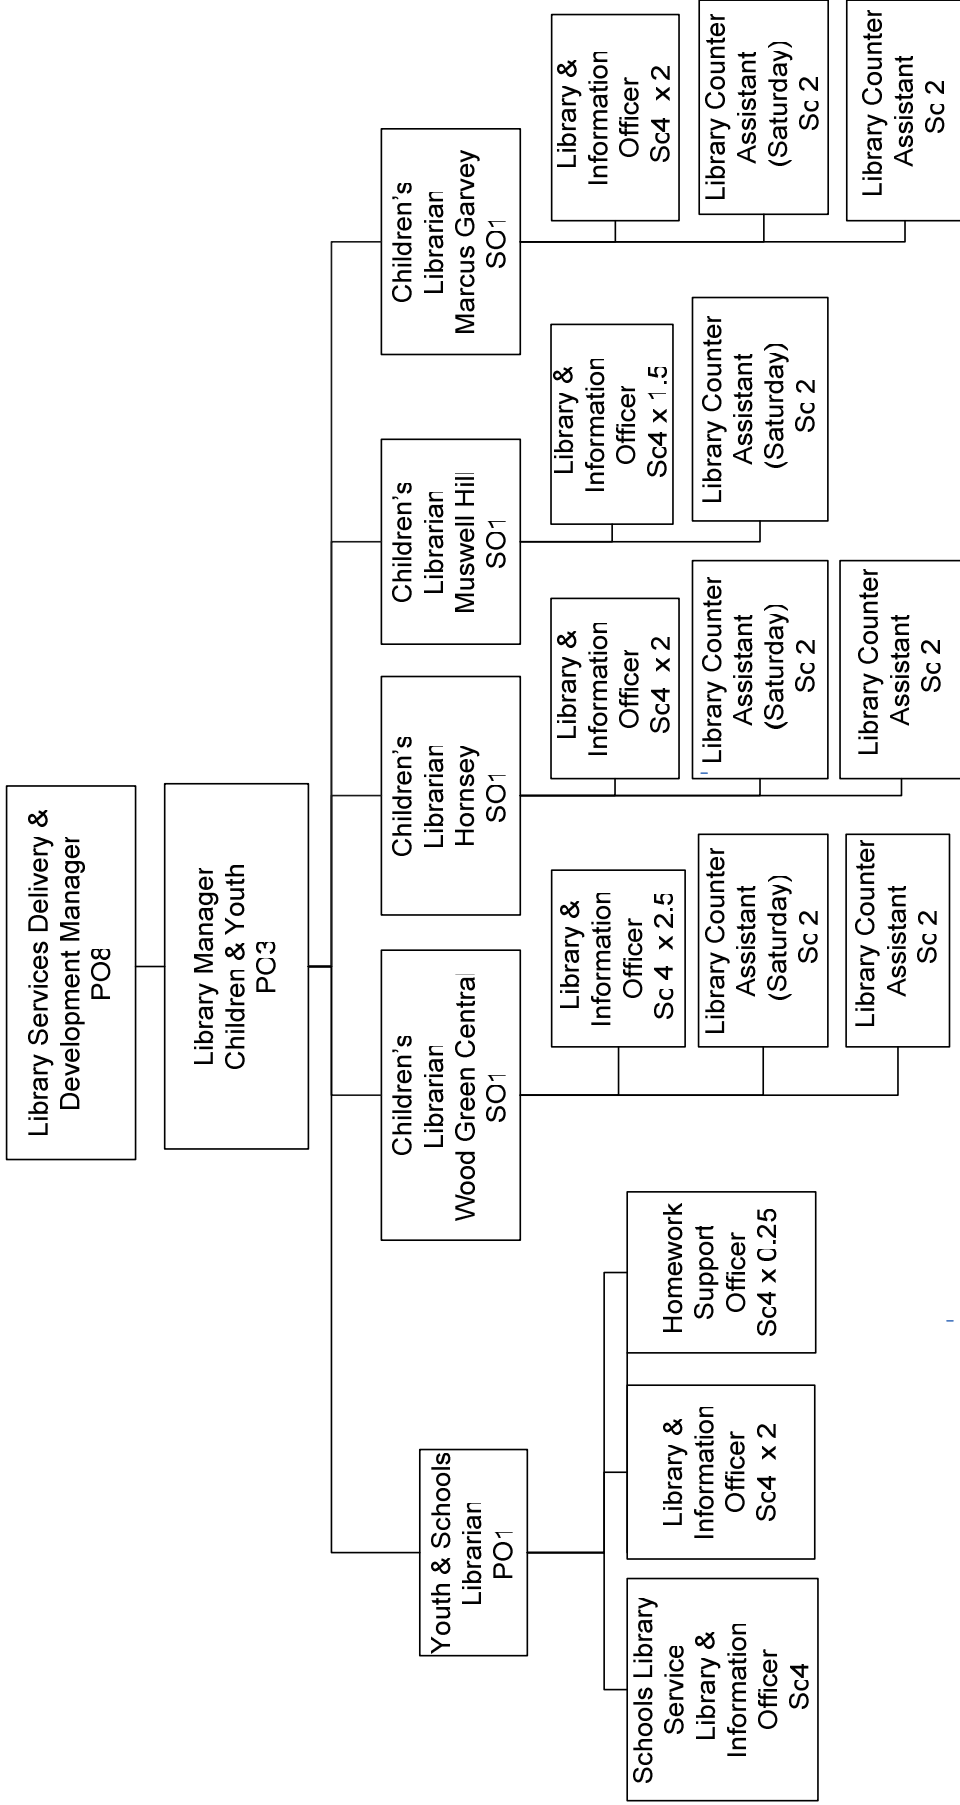 Library Services Delivery &
Development Manager
PO8
Library Manager
Children & Youth
PO3
Youth & Schools
Librarian
PO1
Schools Library
Service
Library &
Information
Officer
Sc4
Library &
Information
Officer
Sc4 x 2
Homework
Support
Officer
Sc4 x 0.25
Children's
Librarian
Wood Green Central
SO1
Library &
Information
Officer
Sc 4 x 2.5
Library Counter
Assistant
(Saturday)
Sc 2
Library Counter
Assistant
Sc 2
Children's
Librarian
Hornsey
SO1
Library &
Information
Officer
Sc4 x 2
Library Counter
Assistant
(Saturday)
Sc 2
Library Counter
Assistant
Sc 2
Children's
Librarian
Muswell Hill
SO1
Library &
Information
Officer
Sc4 x 1.5
Library Counter
Assistant
(Saturday)
Sc 2
Children's
Librarian
Marcus Garvey
SO1
Library &
Information
Officer
Sc4 x 2
Library Counter
Assistant
(Saturday)
Sc 2
Library Counter
Assistant
Sc 2